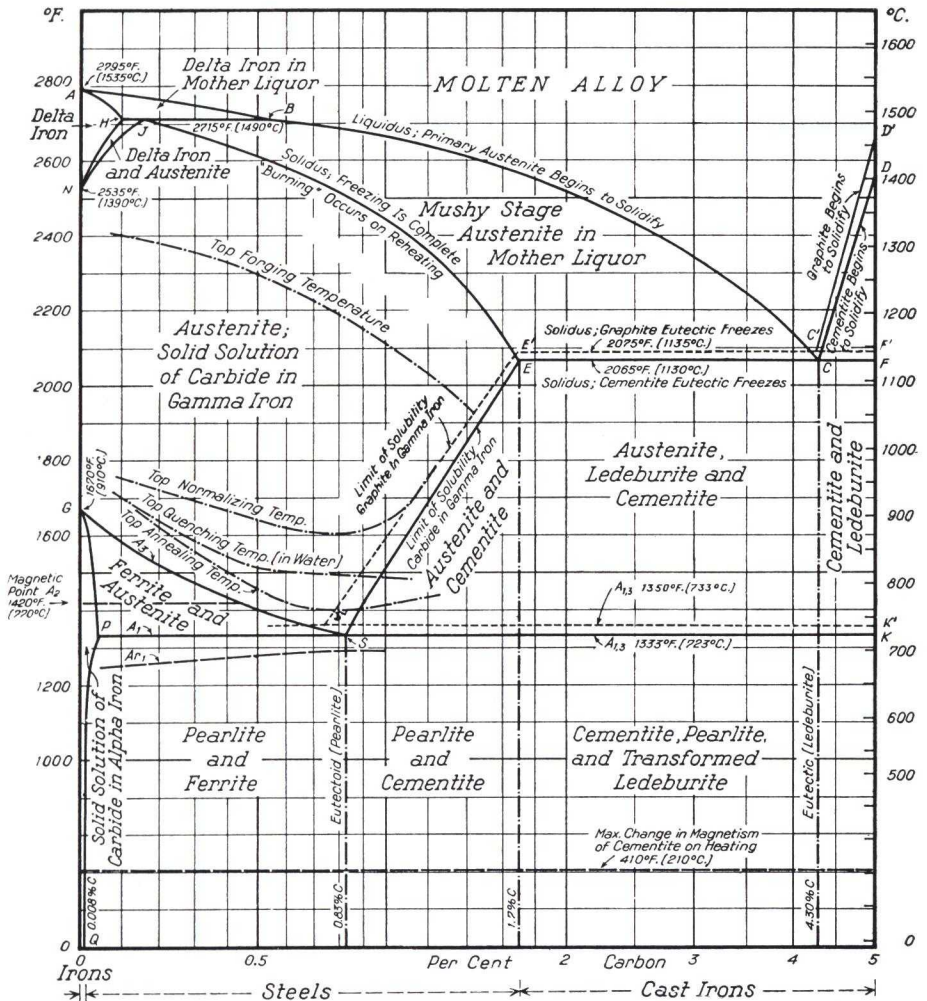 °F.
°C.
2795°F.
(1535°C.)
Delta Iron in
Mother Liquor
MOLTEN ALLOY
1600
2800
A
B
H
J
2715°F. (1490°C)
1500
D'
Delta
Iron
Delta Iron
and Austenite
2600
N
2535°F.
(1390°C)
Liquidus; Primary Austenite Begins to Solidify
Solidus; Freezing Is Complete
"Burning" Occurs on Reheating
D
1400
Mushy Stage
Austenite in
Mother Liquor
Graphite Begins
to Solidify
Cementite Begins
to Solidify
2400
1300
Top Forging Temperature
2200
1200
Austenite;
Solid Solution
of Carbide in
Gamma Iron
E'
Solidus; Graphite Eutectic Freezes
2075°F. (1135°C.)
C'
F'
E
2065°F. (1130°C.)
C
F
Solidus; Cementite Eutectic Freezes
2000
1100
Limit of Solubility
Graphite in Gamma Iron
Limit of Solubility
Carbide in Gamma Iron
Austenite and
Cementite
Austenite,
Ledeburite and
Cementite
Cementite and
Ledeburite
1000
1800
1670°F
(910°C.)
Top Normalizing Temp.
G
900
Top Quenching Temp. (in Water)
Top Annealing Temp.
A3
1600
Magnetic
Point A2
1420°F.
(770°C)
Ferrite and
Austenite
800
A1,3 1350°F. (733°C.)
S'
K'
P
A1
S
A1,3 1333°F. (723°C)
K
Ar1
700
1200
Solid Solution of
Carbide in Alpha Iron
Pearlite
and
Ferrite
Eutectoid (Pearlite)
Pearlite
and
Cementite
Cementite, Pearlite,
and Transformed
Ledeburite
Eutectic (Ledeburite)
600
1000
500
Max. Change in Magnetism
of Cementite on Heating
410°F. (210°C.)
0.008%C
0.83%C
1.7%C
4.30%C
0
Q
0
0
0.5
Per Cent
2
Carbon
3
4
5
Irons
Steels
Cast Irons